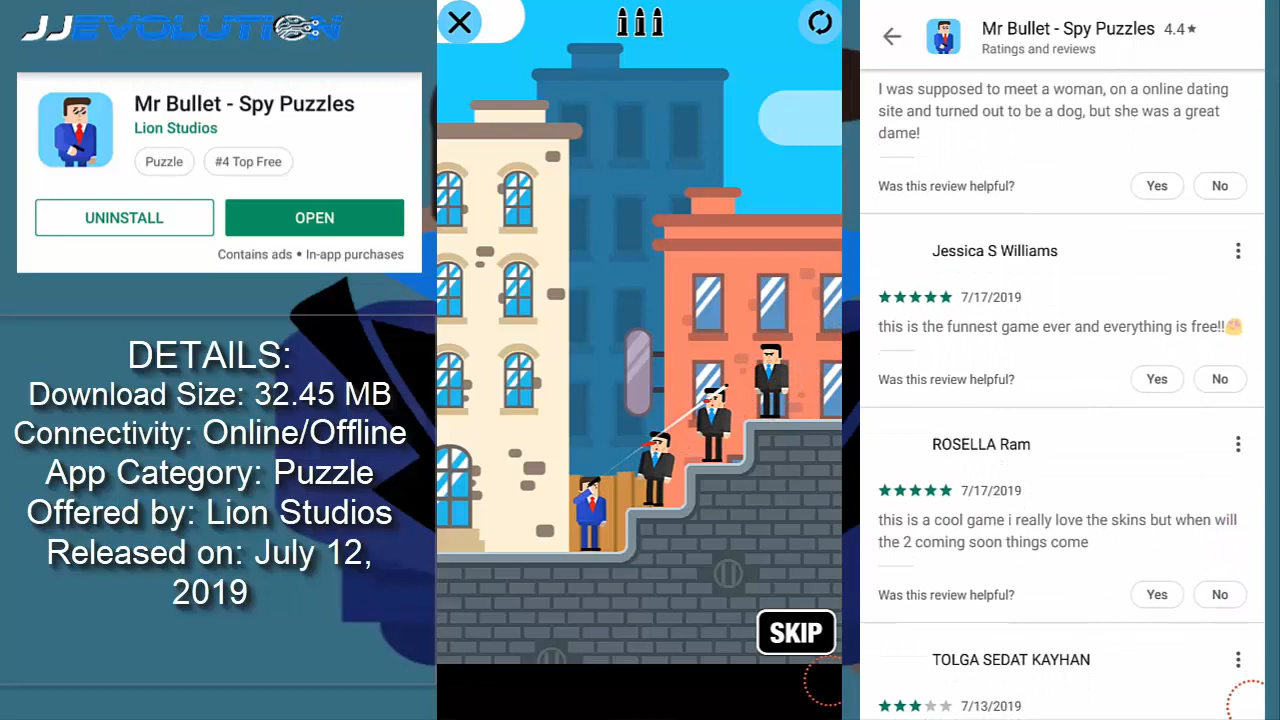 JJEVOLUTION
Mr Bullet - Spy Puzzles
Lion Studios
Puzzle
#4 Top Free
UNINSTALL
OPEN
Contains ads • In-app purchases
DETAILS:
Download Size: 32.45 MB
Connectivity: Online/Offline
App Category: Puzzle
Offered by: Lion Studios
Released on: July 12,
2019
SKIP
Mr Bullet - Spy Puzzles 4.4★
Ratings and reviews
I was supposed to meet a woman, on a online dating
site and turned out to be a dog, but she was a great
dame!
Was this review helpful?
Yes
No
Jessica S Williams
7/17/2019
this is the funnest game ever and everything is free!!
Was this review helpful?
Yes
No
ROSELLA Ram
7/17/2019
this is a cool game i really love the skins but when will
the 2 coming soon things come
Was this review helpful?
Yes
No
TOLGA SEDAT KAYHAN
7/13/2019